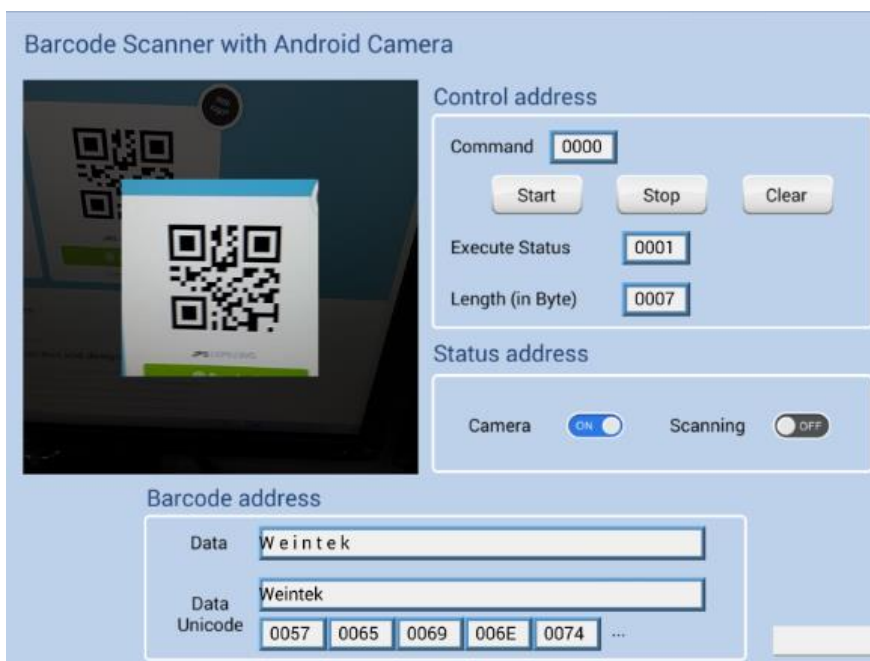 Barcode Scanner with Android Camera
Control address
Command 0000
Start Stop Clear
Execute Status 0001
Length (in Byte) 0007
Status address
Camera ON Scanning OFF
Barcode address
Data W e i n t e k
Data Unicode Weintek
0057 0065 0069 006E 0074 ...